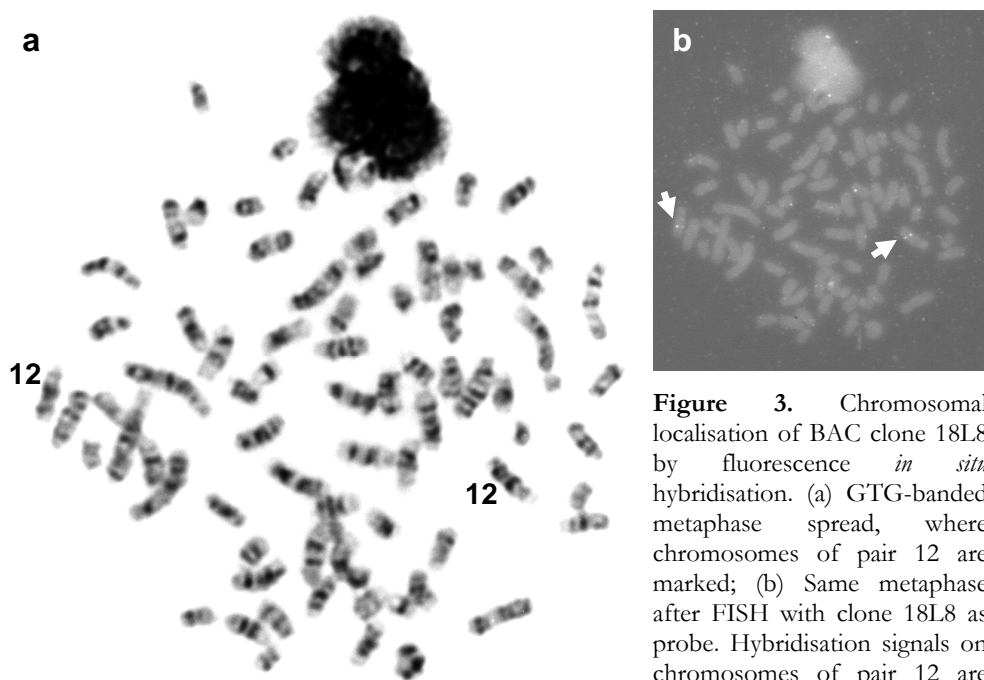 a
b
12
12
Figure 3. Chromosomal
localisation of BAC clone 18L8
by fluorescence in situ
hybridisation. (a) GTG-banded
metaphase spread, where
chromosomes of pair 12 are
marked; (b) Same metaphase
after FISH with clone 18L8 as
probe. Hybridisation signals on
chromosomes of pair 12 are